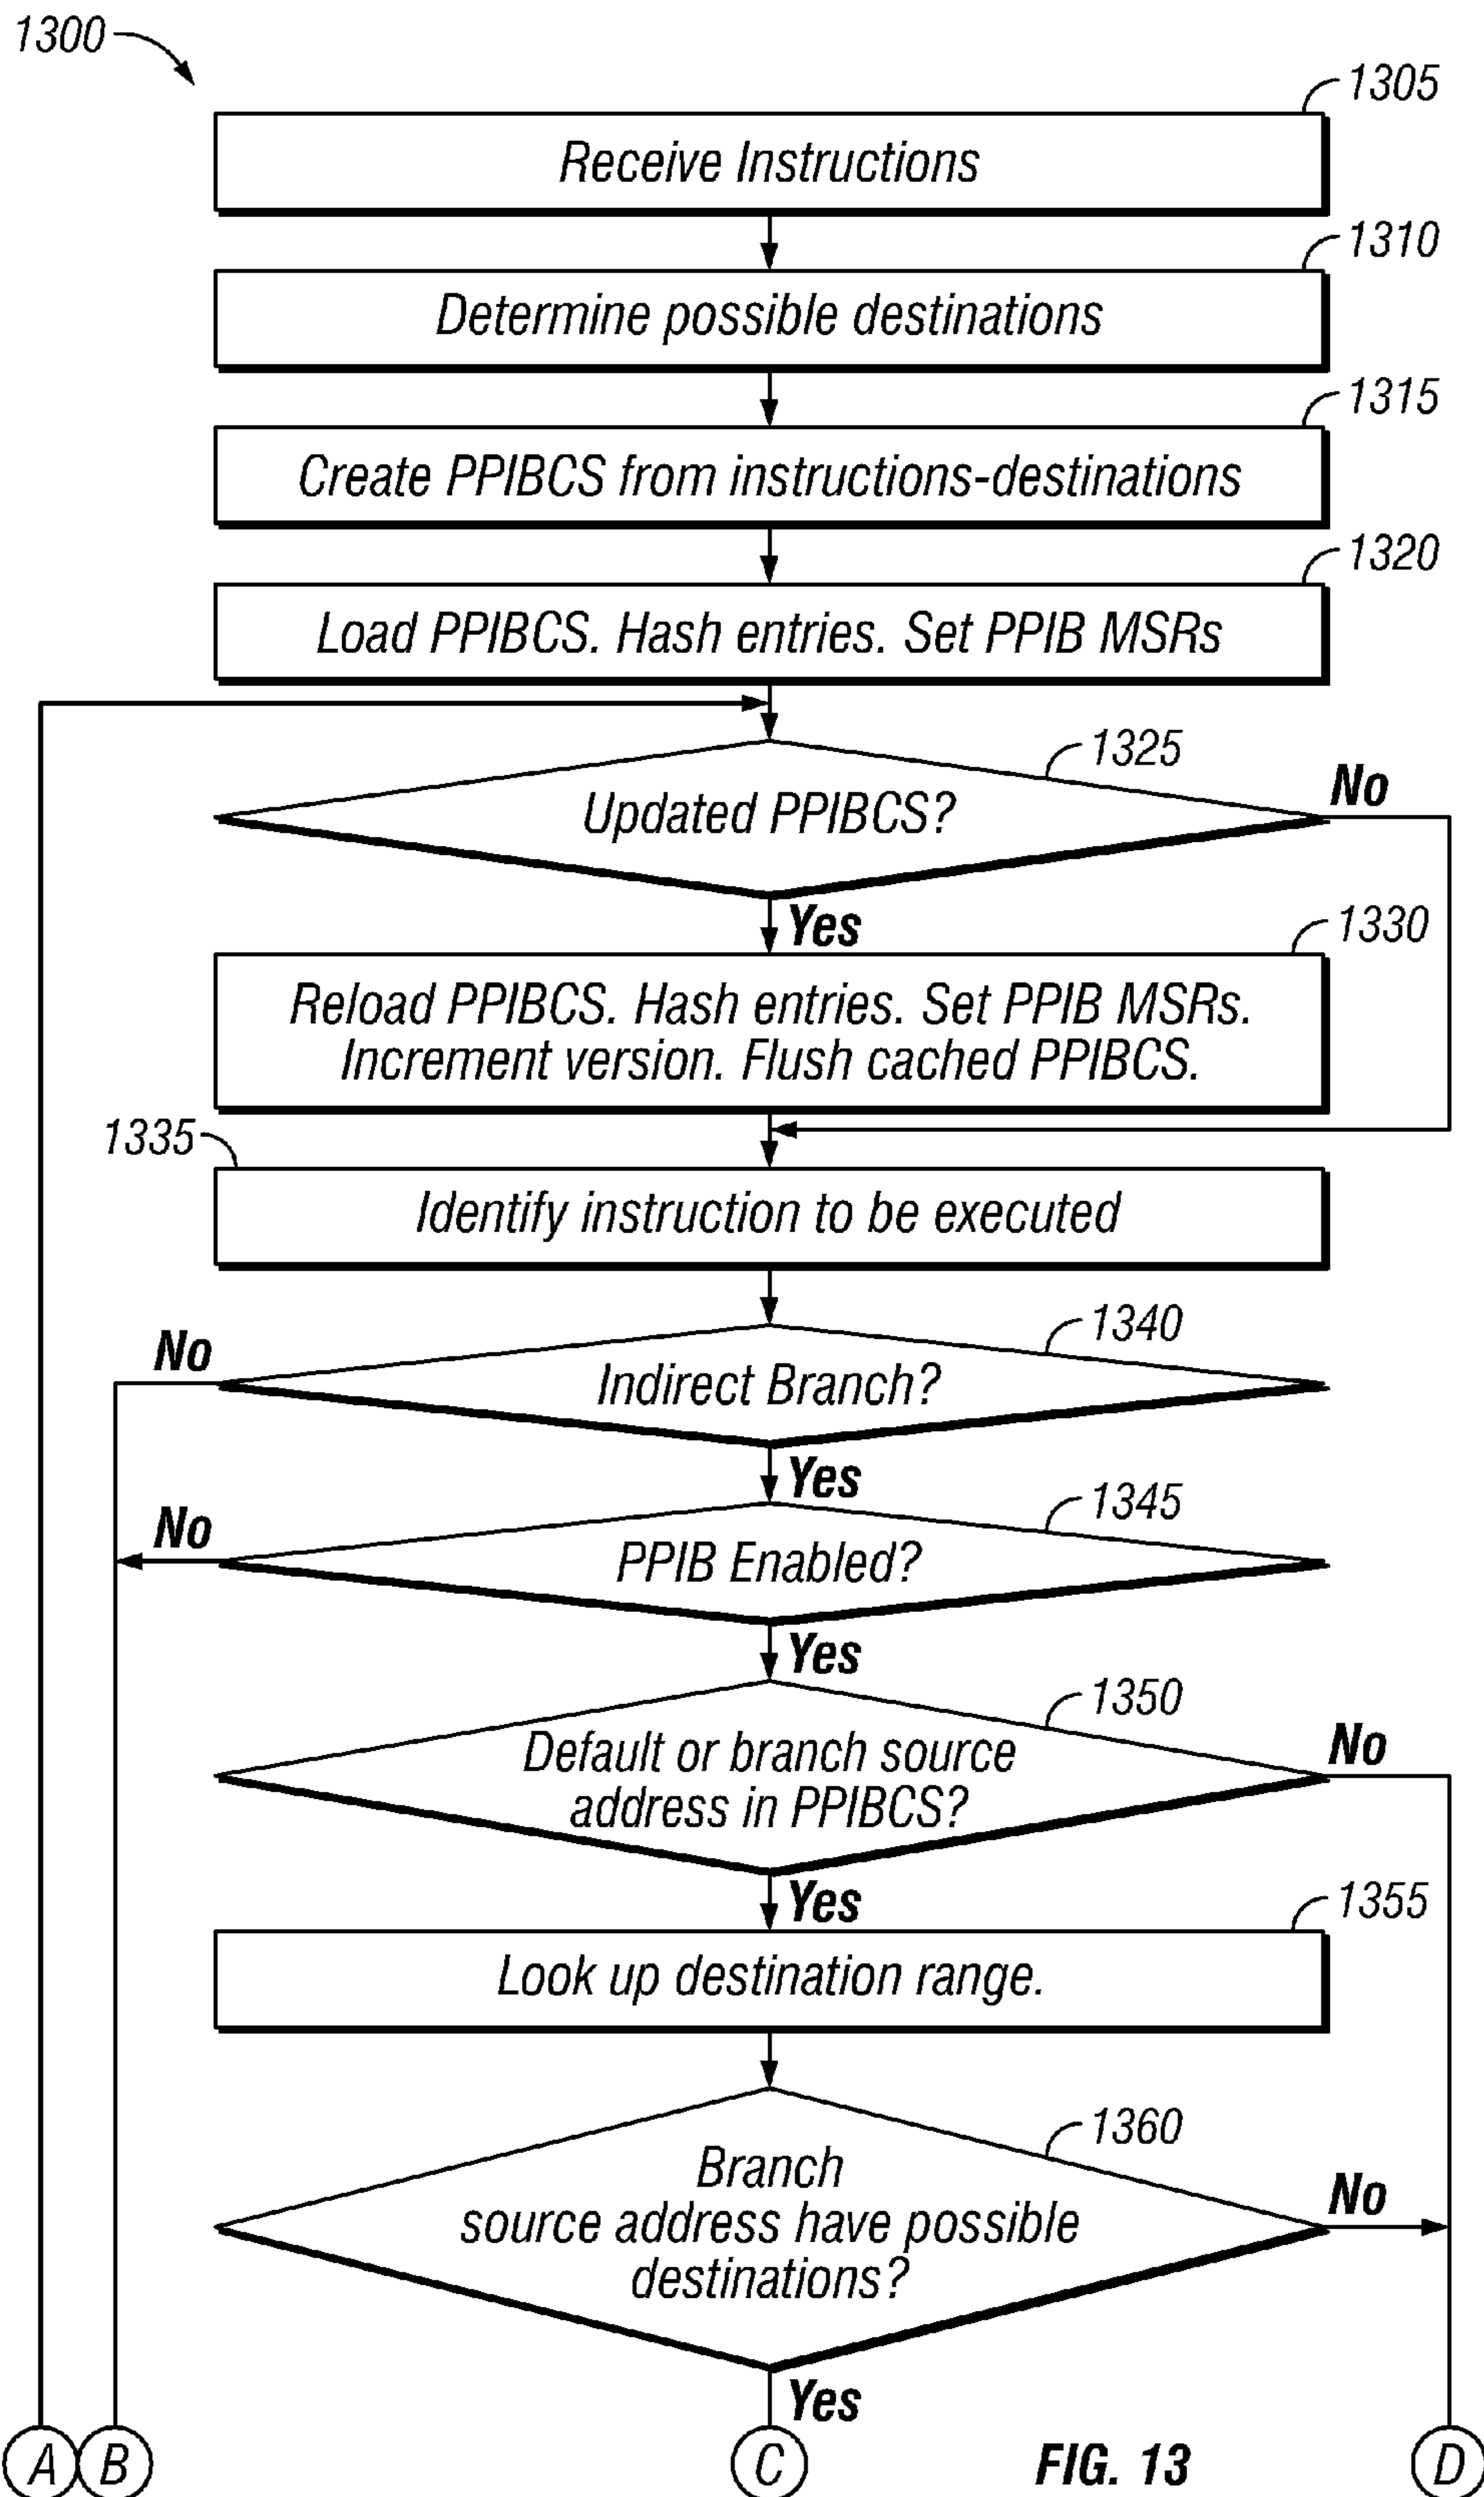 1300
1305
Receive Instructions
1310
Determine possible destinations
1315
Create PPIBCS from instructions-destinations
1320
Load PPIBCS. Hash entries. Set PPIB MSRs
1325
No
Updated PPIBCS?
Yes
1330
Reload PPIBCS. Hash entries. Set PPIB MSRs.
Increment version. Flush cached PPIBCS.
1335
Identify instruction to be executed
1340
No
Indirect Branch?
Yes
1345
No
PPIB Enabled?
Yes
1350
No
Default or branch source
address in PPIBCS?
Yes
1355
Look up destination range.
1360
No
Branch
source address have possible
destinations?
Yes
A
B
C
FIG. 13
D